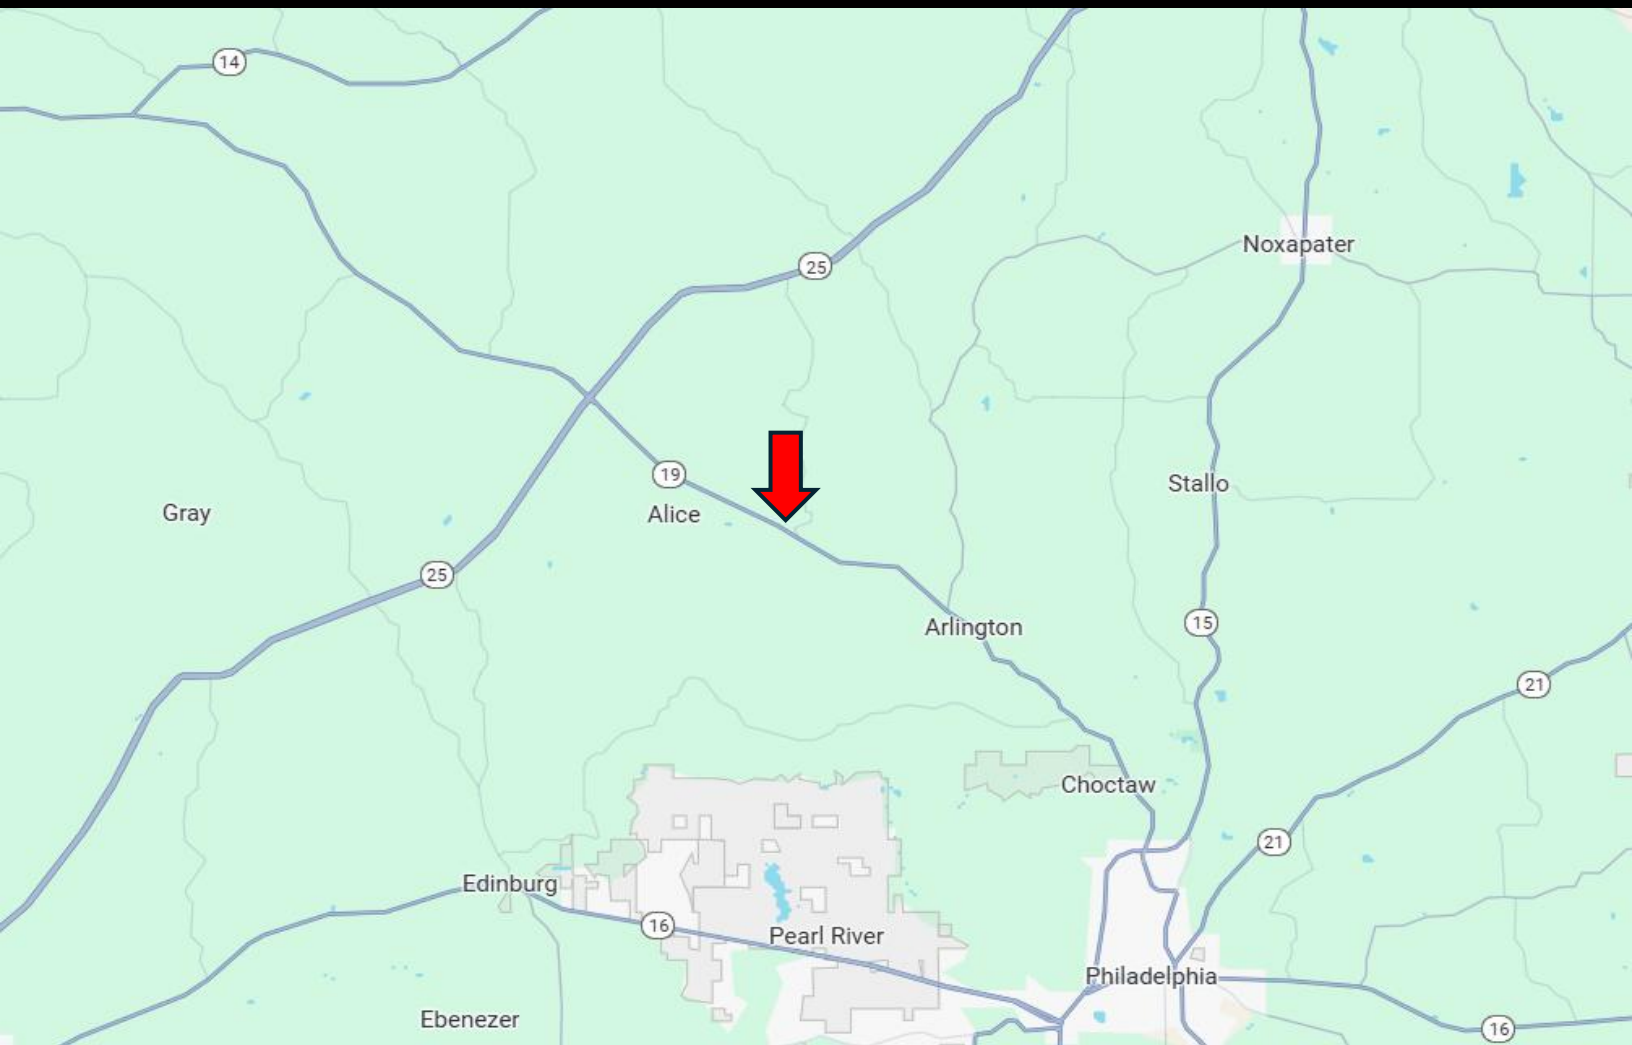 14
25
Noxapater
19
Stallo
Gray
Alice
25
Arlington
15
21
Choctaw
21
Edinburg
16
Pearl River
Philadelphia
Ebenezer
16